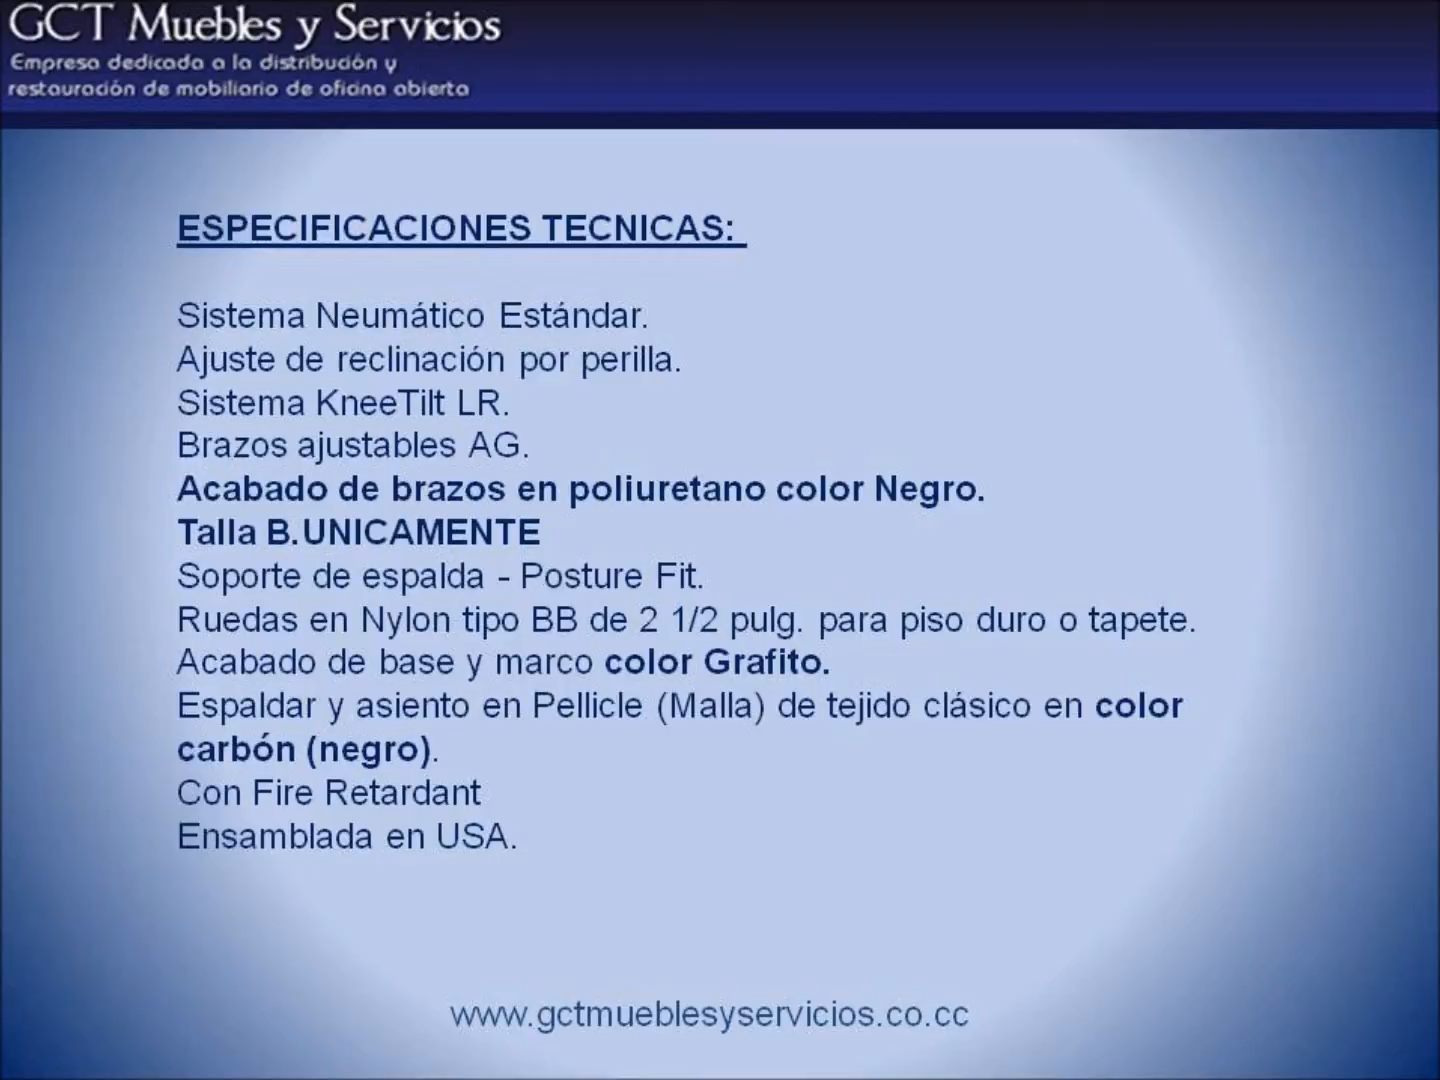 GCT Muebles y Servicios
Empresa dedicada a la distribución y
restauración de mobiliario de oficina abierta
ESPECIFICACIONES TECNICAS:
Sistema Neumático Estándar.
Ajuste de reclinación por perilla.
Sistema KneeTilt LR.
Brazos ajustables AG.
Acabado de brazos en poliuretano color Negro.
Talla B.UNICAMENTE
Soporte de espalda - Posture Fit.
Ruedas en Nylon tipo BB de 2 1/2 pulg. para piso duro o tapete.
Acabado de base y marco color Grafito.
Espaldar y asiento en Pellicle (Malla) de tejido clásico en color
carbón (negro).
Con Fire Retardant
Ensamblada en USA.
www.gctmueblesyservicios.co.cc